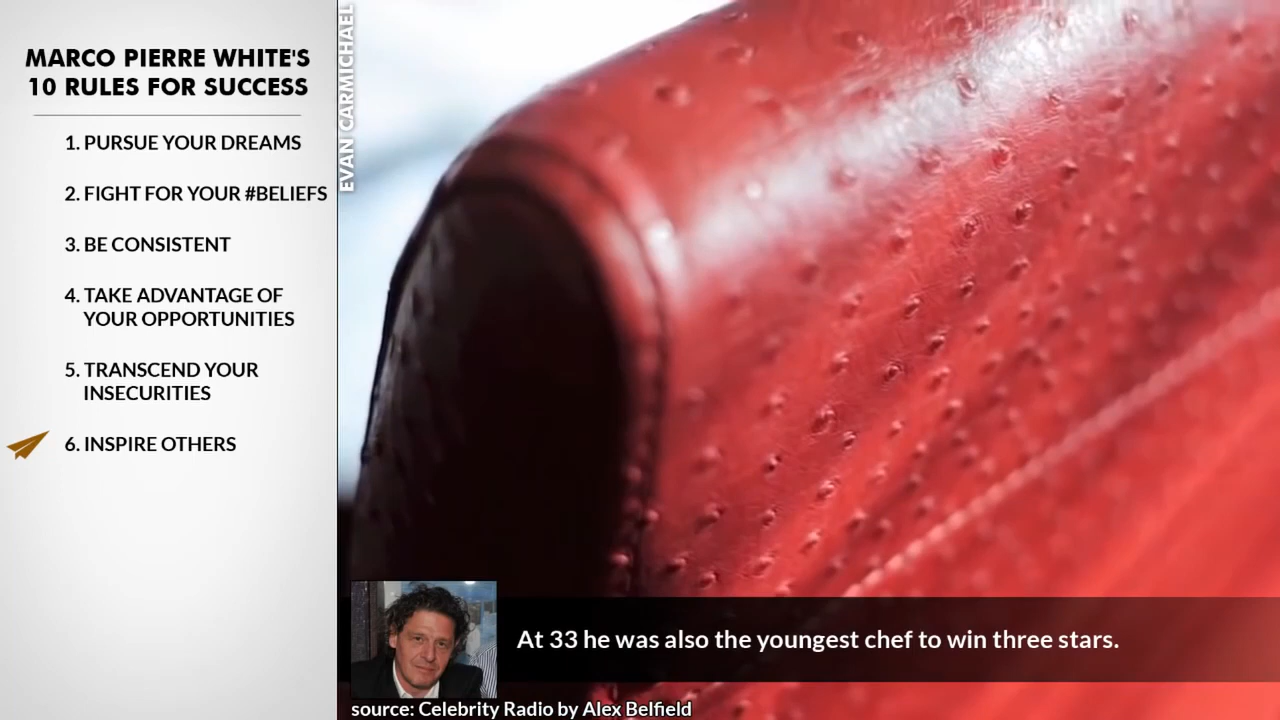 MARCO PIERRE WHITE'S
10 RULES FOR SUCCESS
1. PURSUE YOUR DREAMS
2. FIGHT FOR YOUR #BELIEFS
3. BE CONSISTENT
4. TAKE ADVANTAGE OF
YOUR OPPORTUNITIES
5. TRANSCEND YOUR
INSECURITIES
6. INSPIRE OTHERS
EVAN CARMICHAEL
At 33 he was also the youngest chef to win three stars.
source: Celebrity Radio by Alex Belfield